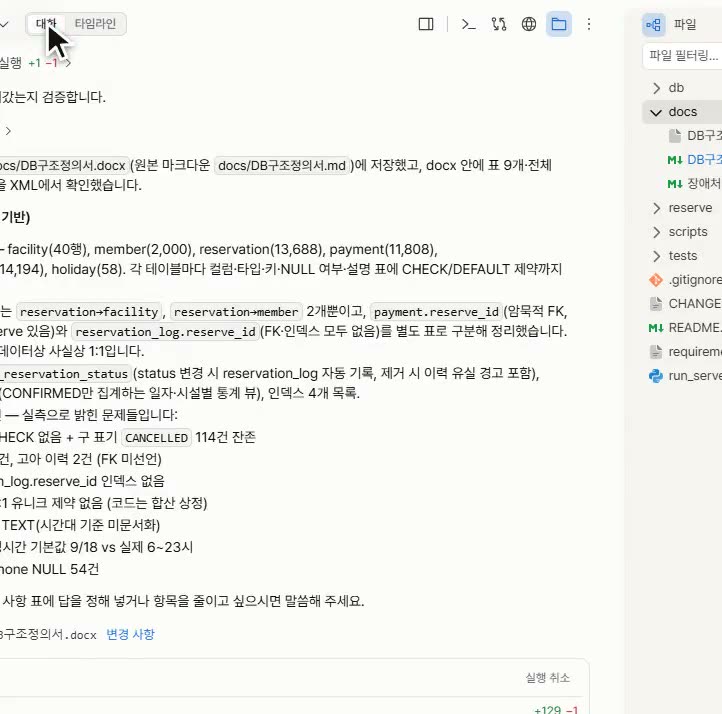 대화 타임라인
파일
실행 +1 −1
파일 필터링...
갔는지 검증합니다.
db
docs
DB구조
ocs/DB구조정의서.docx (원본 마크다운 docs/DB구조정의서.md )에 저장했고, docx 안에 표 9개·전체
DB구조
을 XML에서 확인했습니다.
장애처
기반)
reserve
scripts
– facility(40행), member(2,000), reservation(13,688), payment(11,808),
tests
14,194), holiday(58). 각 테이블마다 컬럼·타입·키·NULL 여부·설명 표에 CHECK/DEFAULT 제약까지
.gitignore
CHANGE
는 reservation→facility, reservation→member 2개뿐이고, payment.reserve_id(암묵적 FK,
README.
erve 있음)와 reservation_log.reserve_id(FK·인덱스 모두 없음)를 별도 표로 구분해 정리했습니다.
데이터상 사실상 1:1입니다.
requireme
_reservation_status(status 변경 시 reservation_log 자동 기록, 제거 시 이력 유실 경고 포함),
run_serve
(CONFIRMED만 집계하는 일자·시설별 통계 뷰), 인덱스 4개 목록.
— 실측으로 밝힌 문제들입니다:
HECK 없음 + 구 표기 CANCELLED 114건 잔존
건, 고아 이력 2건 (FK 미선언)
n_log.reserve_id 인덱스 없음
:1 유니크 제약 없음 (코드는 합산 상정)
TEXT(시간대 기준 미문서화)
시간 기본값 9/18 vs 실제 6~23시
hone NULL 54건
사항 표에 답을 정해 넣거나 항목을 줄이고 싶으시면 말씀해 주세요.
B구조정의서.docx 변경 사항
실행 취소
+129 −1